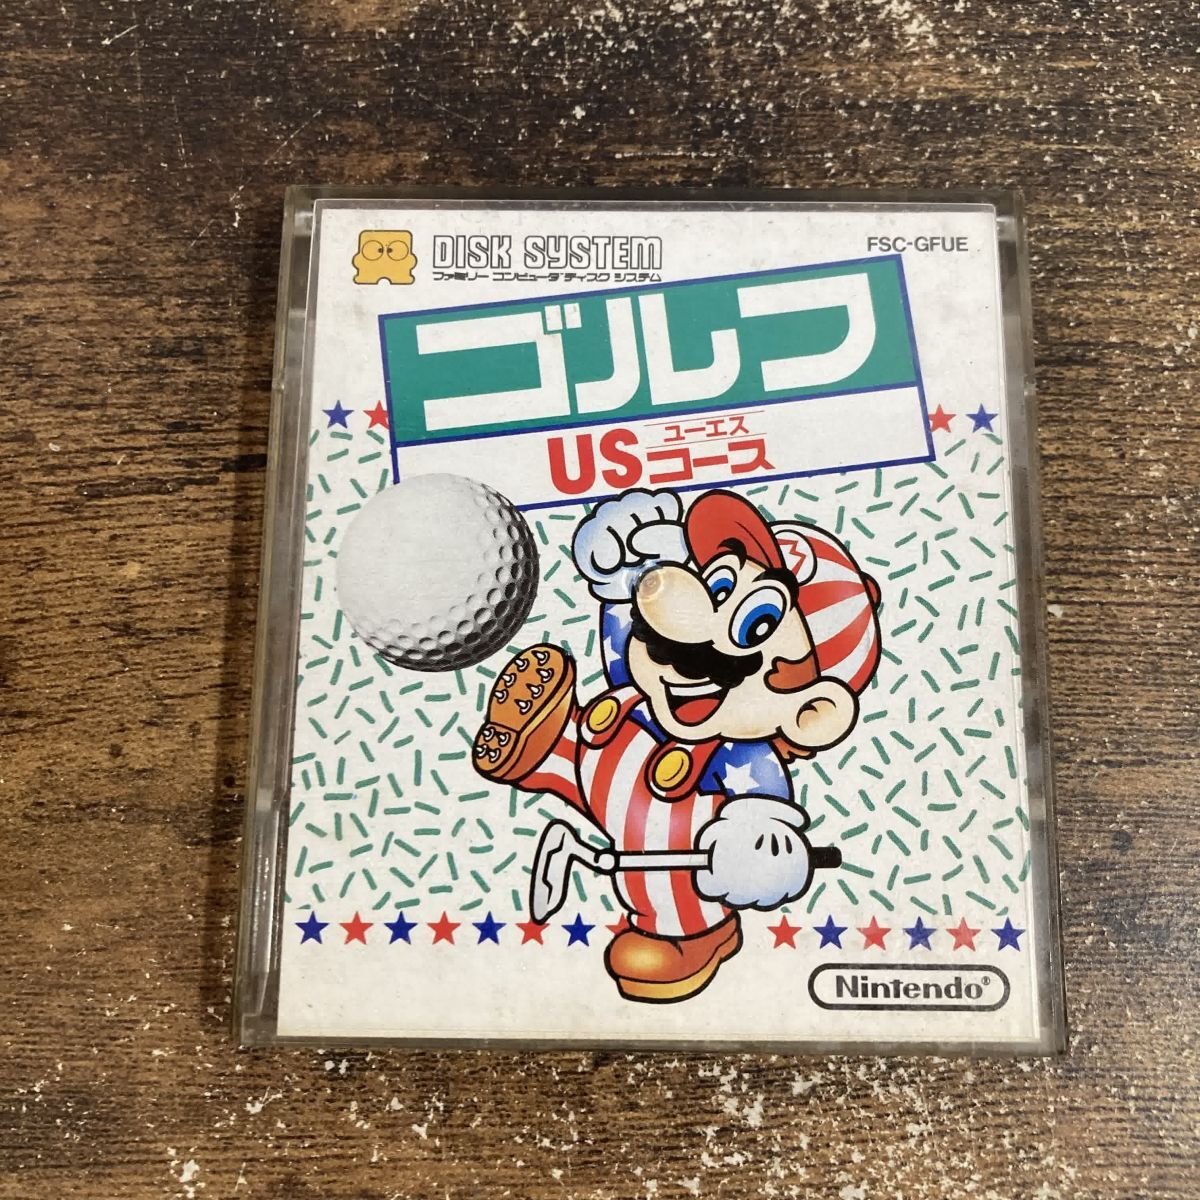 DISK SYSTEM
ファミリー コンピュータ ディスク システム
FSC-GFUE
ゴルフ
ユーエス
USコース
M
Nintendo®